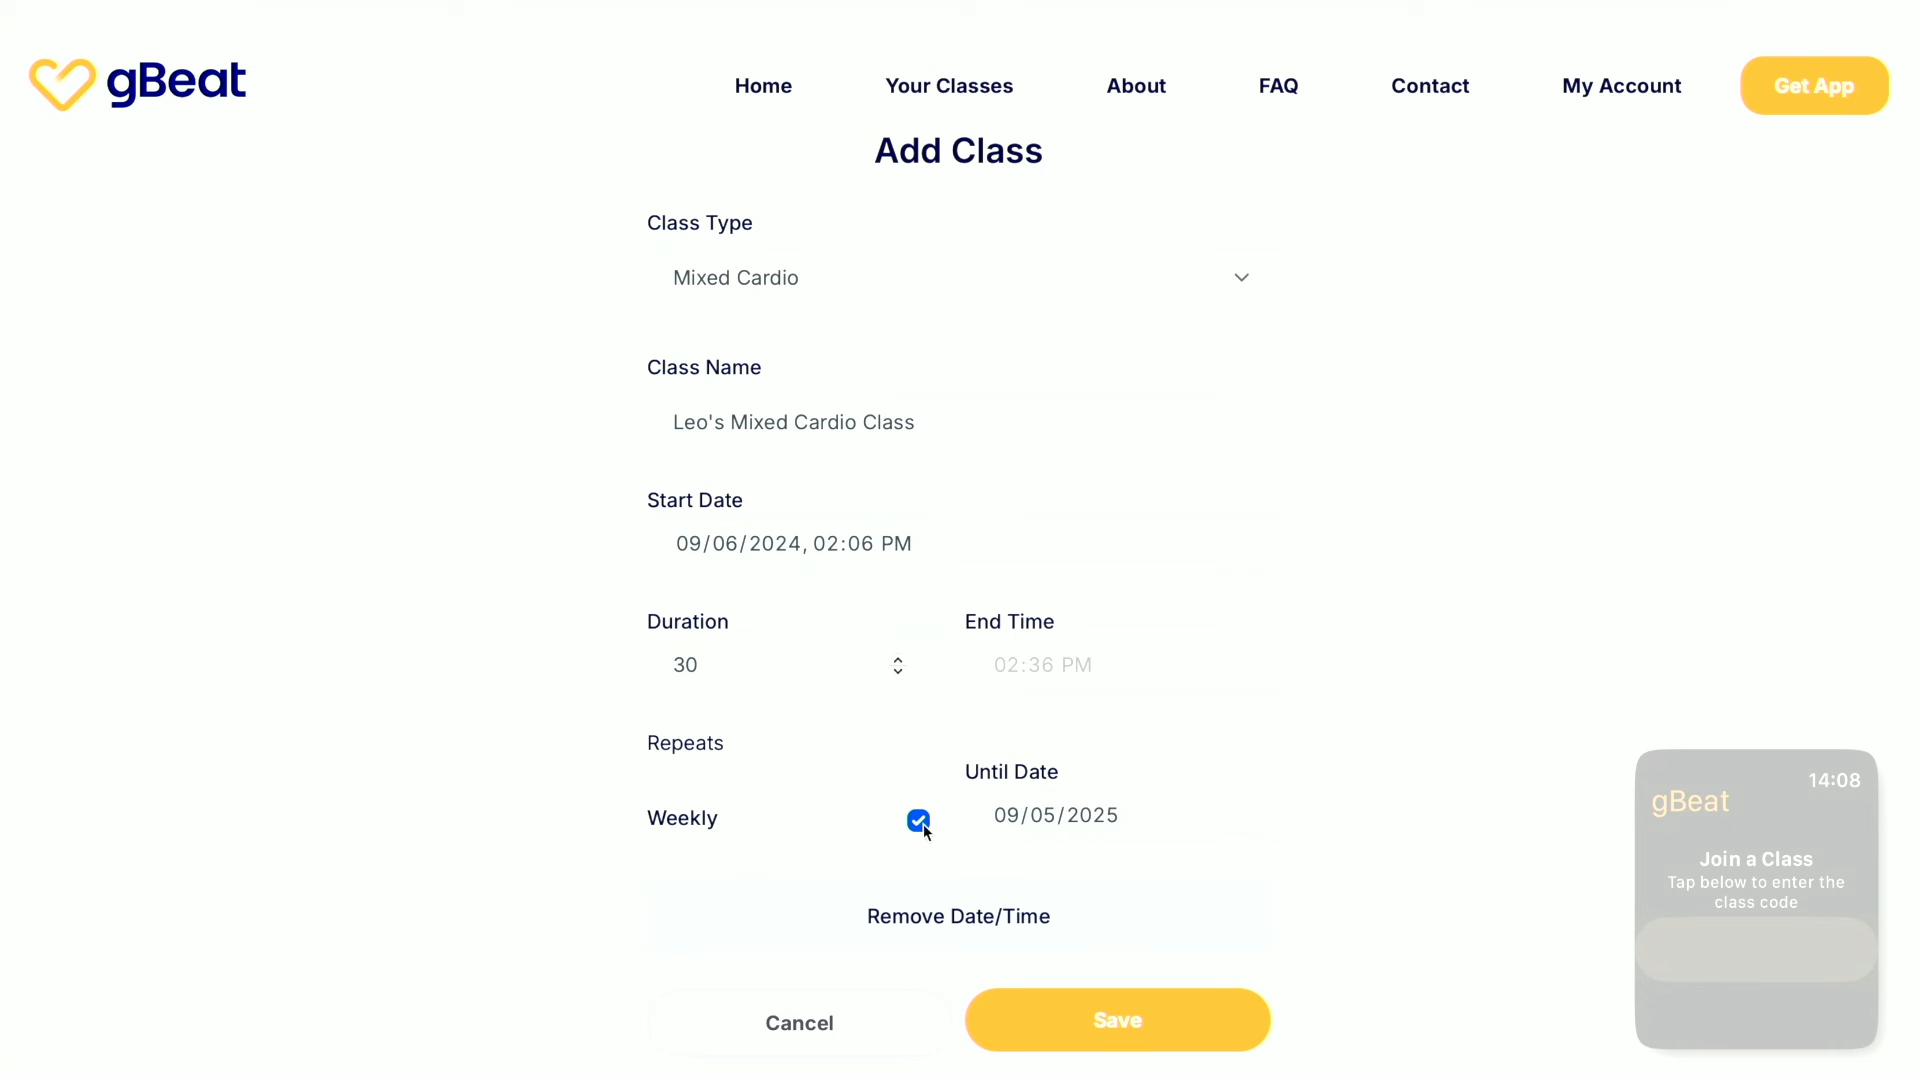 gBeat
Home Your Classes About FAQ Contact My Account Get App
Add Class
Class Type
Mixed Cardio
Class Name
Leo's Mixed Cardio Class
Start Date
09/06/2024, 02:06 PM
Duration End Time
30 02:36 PM
Repeats
Until Date
Weekly 09/05/2025
Remove Date/Time
Cancel Save
14:08
gBeat
Join a Class
Tap below to enter the
class code